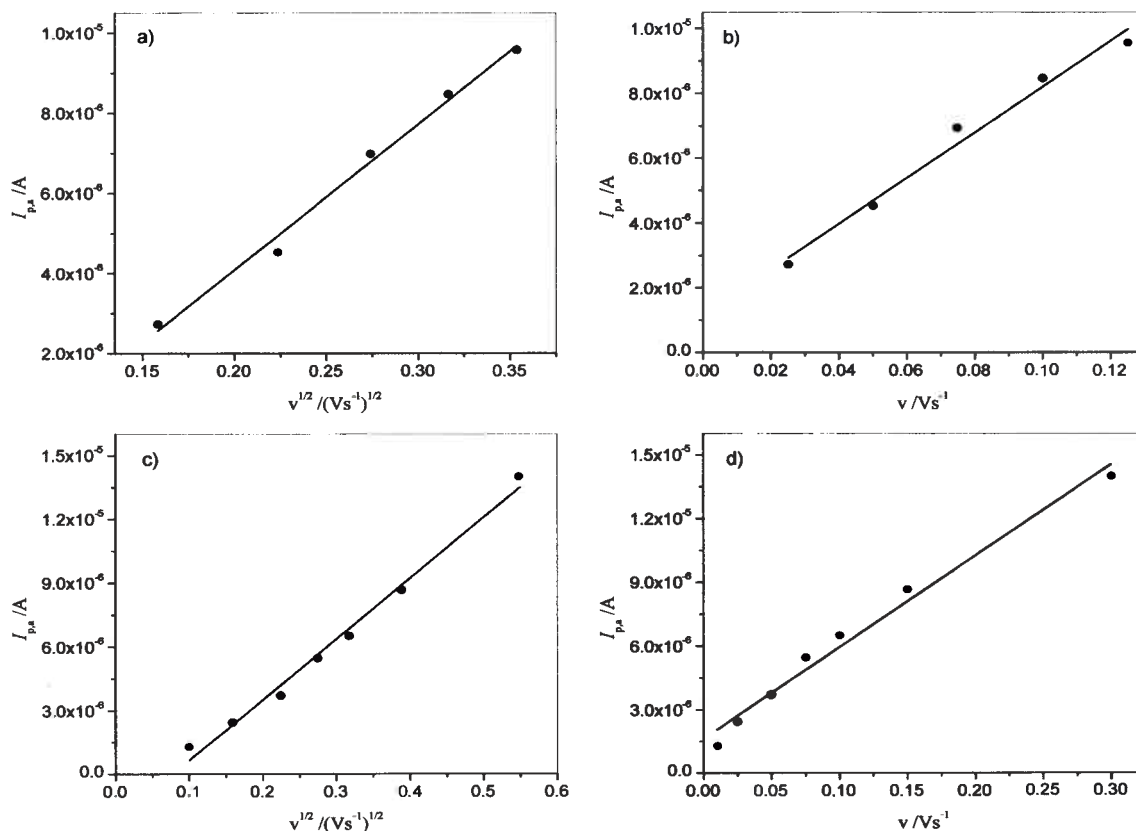 a)
1.0x10⁻⁵
8.0x10⁻⁶
6.0x10⁻⁶
4.0x10⁻⁶
2.0x10⁻⁶
I_p,a /A
0.15 0.20 0.25 0.30 0.35
v^1/2 /(Vs⁻¹)^1/2
b)
1.0x10⁻⁵
8.0x10⁻⁶
6.0x10⁻⁶
4.0x10⁻⁶
2.0x10⁻⁶
0.0
I_p,a /A
0.00 0.02 0.04 0.06 0.08 0.10 0.12
v /Vs⁻¹
c)
1.5x10⁻⁵
1.2x10⁻⁵
9.0x10⁻⁶
6.0x10⁻⁶
3.0x10⁻⁶
0.0
I_p,a /A
0.0 0.1 0.2 0.3 0.4 0.5 0.6
v^1/2 /(Vs⁻¹)^1/2
d)
1.5x10⁻⁵
1.2x10⁻⁵
9.0x10⁻⁶
6.0x10⁻⁶
3.0x10⁻⁶
0.0
I_p,a /A
0.00 0.05 0.10 0.15 0.20 0.25 0.30
v /Vs⁻¹